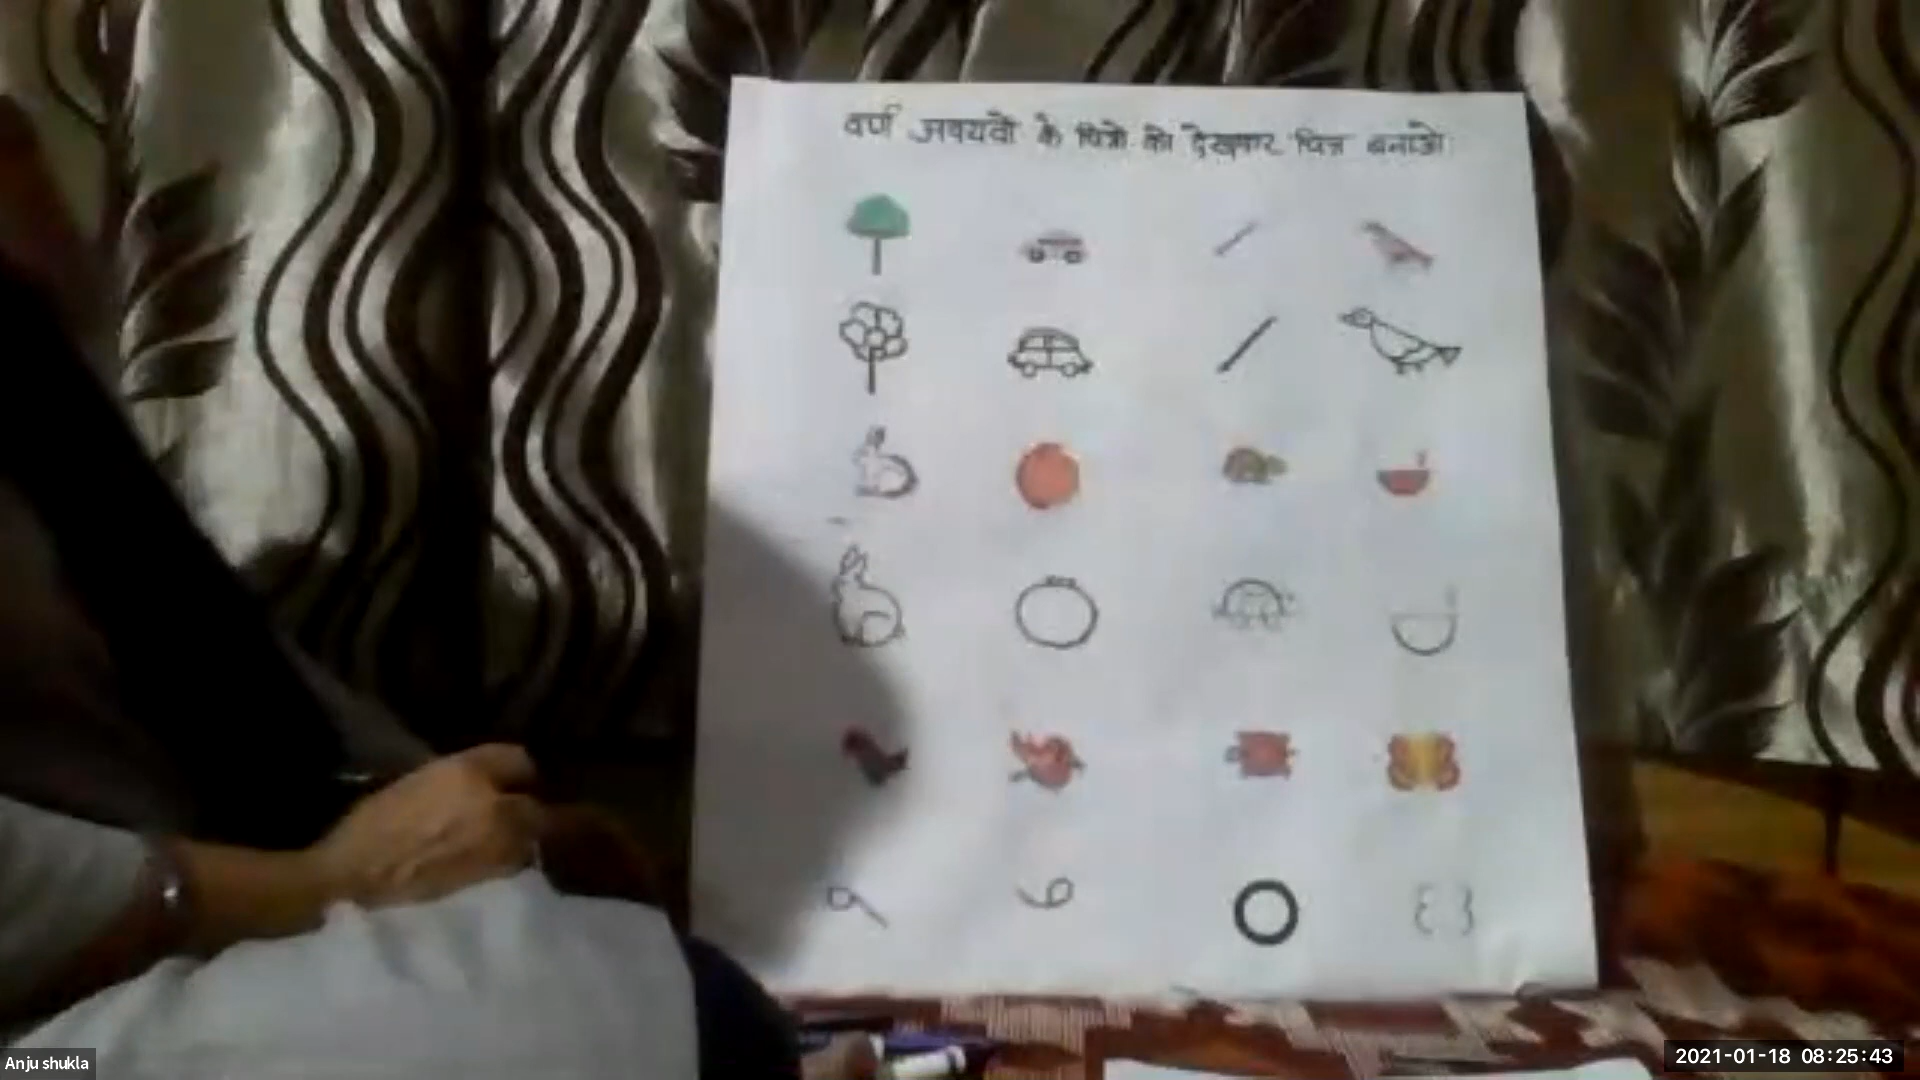 वर्ण अवयवो के चित्रो को देखकर चित्र बनाओ
Anju shukla
2021-01-18 08:25:43